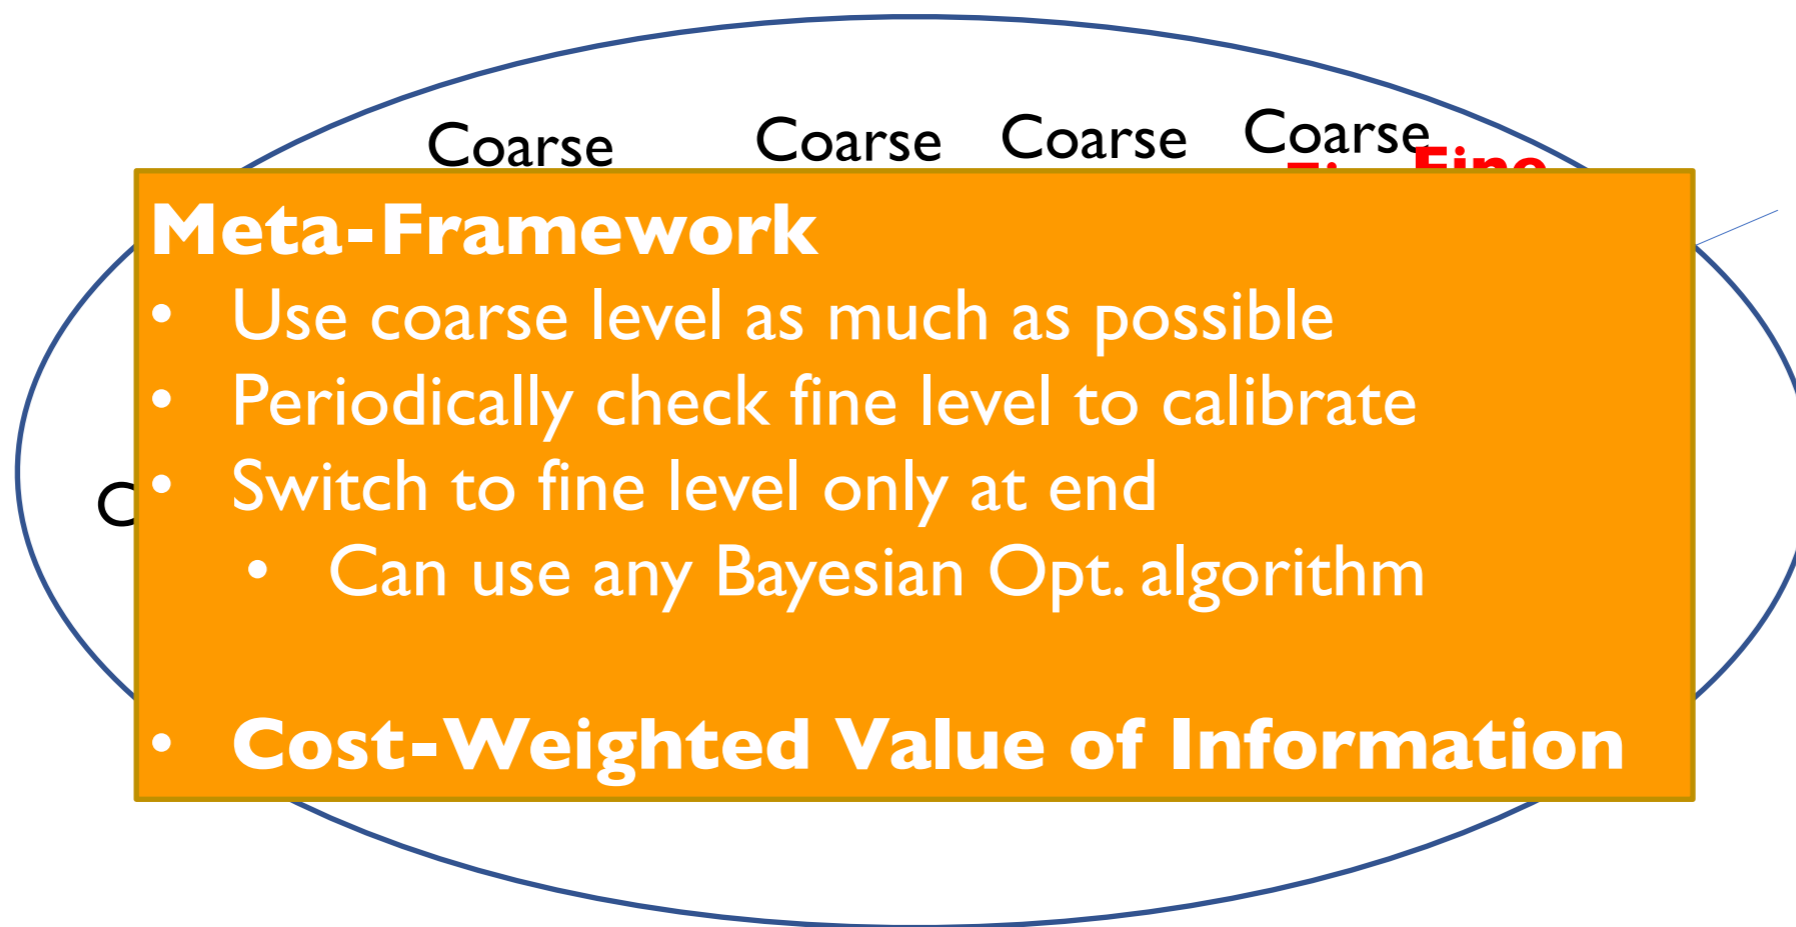 Coarse Coarse Coarse Coarse
Fine
Meta-Framework
• Use coarse level as much as possible
• Periodically check fine level to calibrate
• Switch to fine level only at end
• Can use any Bayesian Opt. algorithm
• Cost-Weighted Value of Information